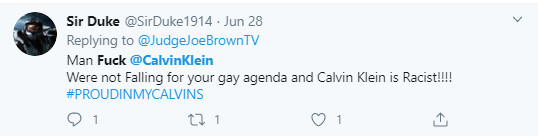 Sir Duke @SirDuke1914 · Jun 28
Replying to @JudgeJoeBrownTV
Man Fuck @CalvinKlein
Were not Falling for your gay agenda and Calvin Klein is Racist!!!!
#PROUDINMYCALVINS
1 1 1